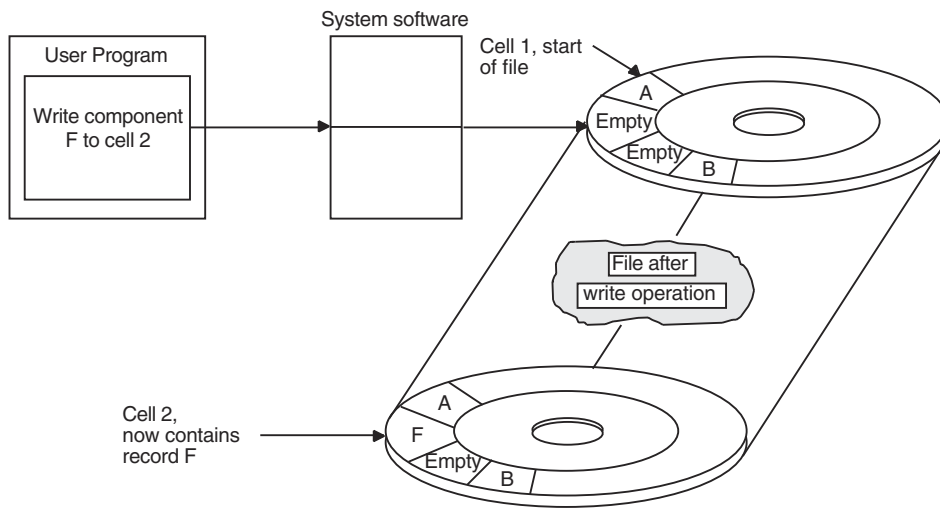 System software
User Program
Write component
F to cell 2
Cell 1, start
of file
A
Empty
Empty
B
File after
write operation
Cell 2,
now contains
record F
A
F
Empty
B